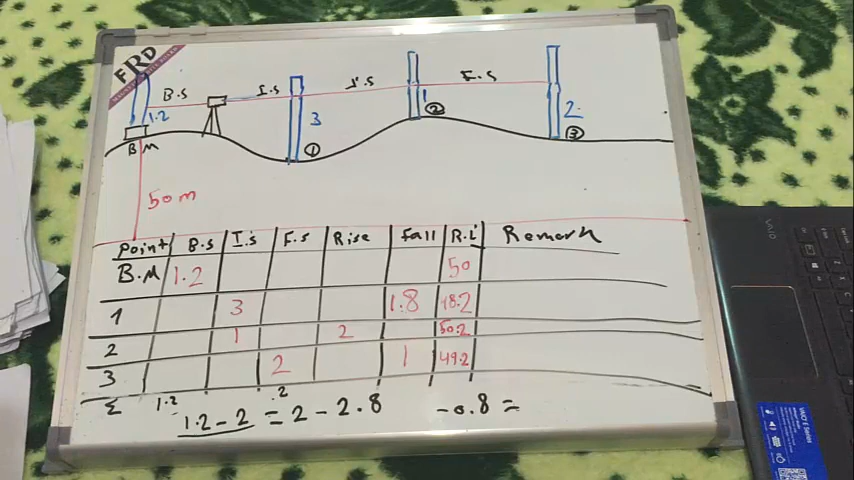 FRD
B.S I.S I.S F.S
1.2 3 1 2
① ② ③
B M
50m
Point B.S I.S F.S Rise Fall R.L Remark
B.M 1.2 50
1 3 1.8 48.2
2 1 2 50.2
3 2 1 49.2
Σ 1.2 .2
1.2 - 2 = 2 - 2.8 -0.8 =
VAIO